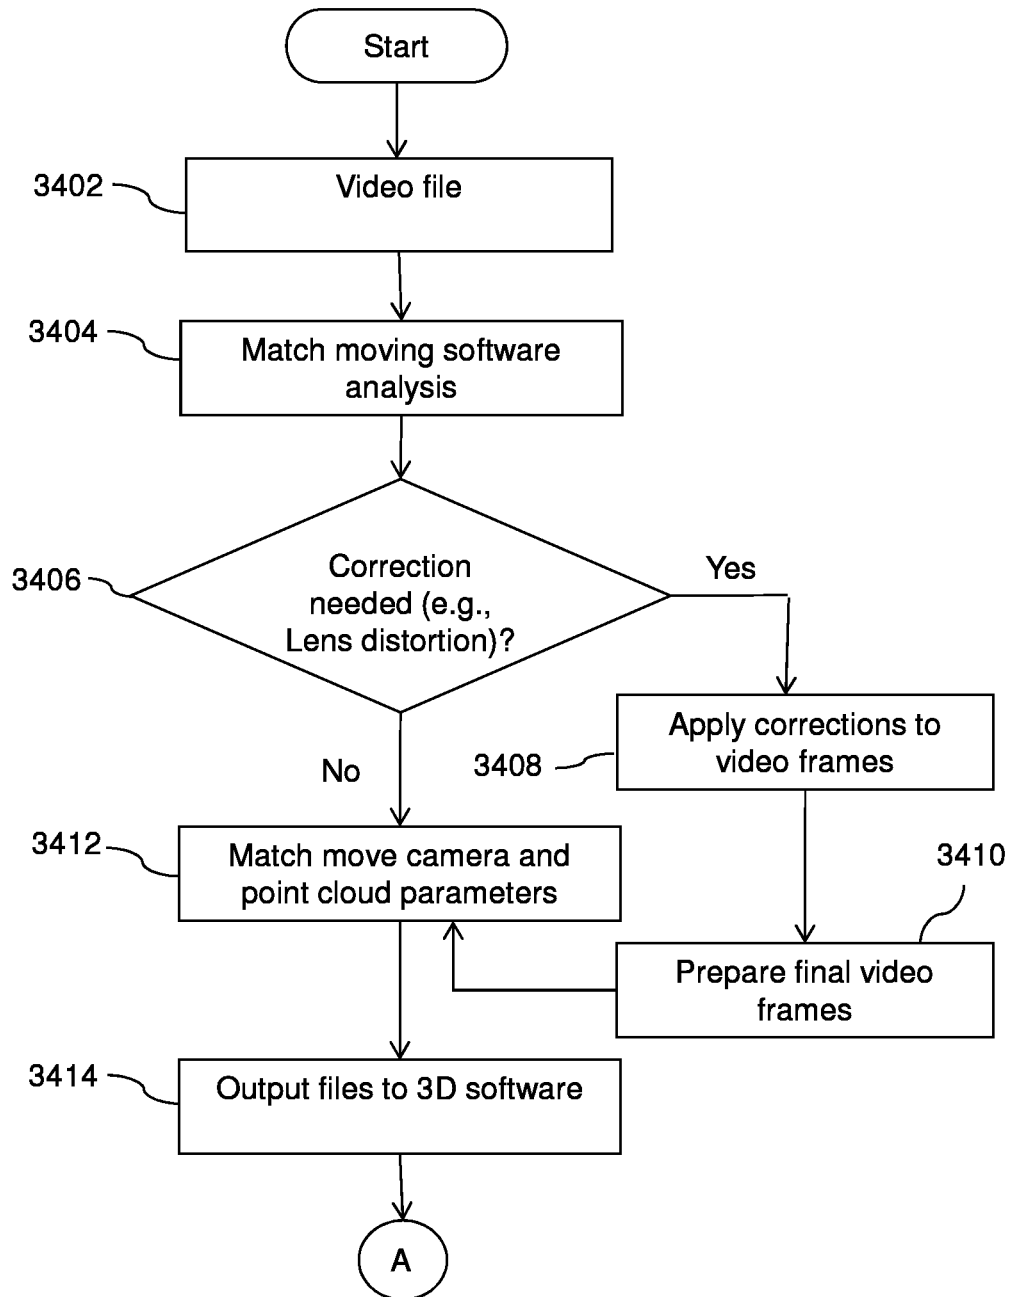 Start
3402
Video file
3404
Match moving software
analysis
3406
Correction
needed (e.g.,
Lens distortion)?
Yes
No
3408
Apply corrections to
video frames
3412
Match move camera and
point cloud parameters
3410
Prepare final video
frames
3414
Output files to 3D software
A